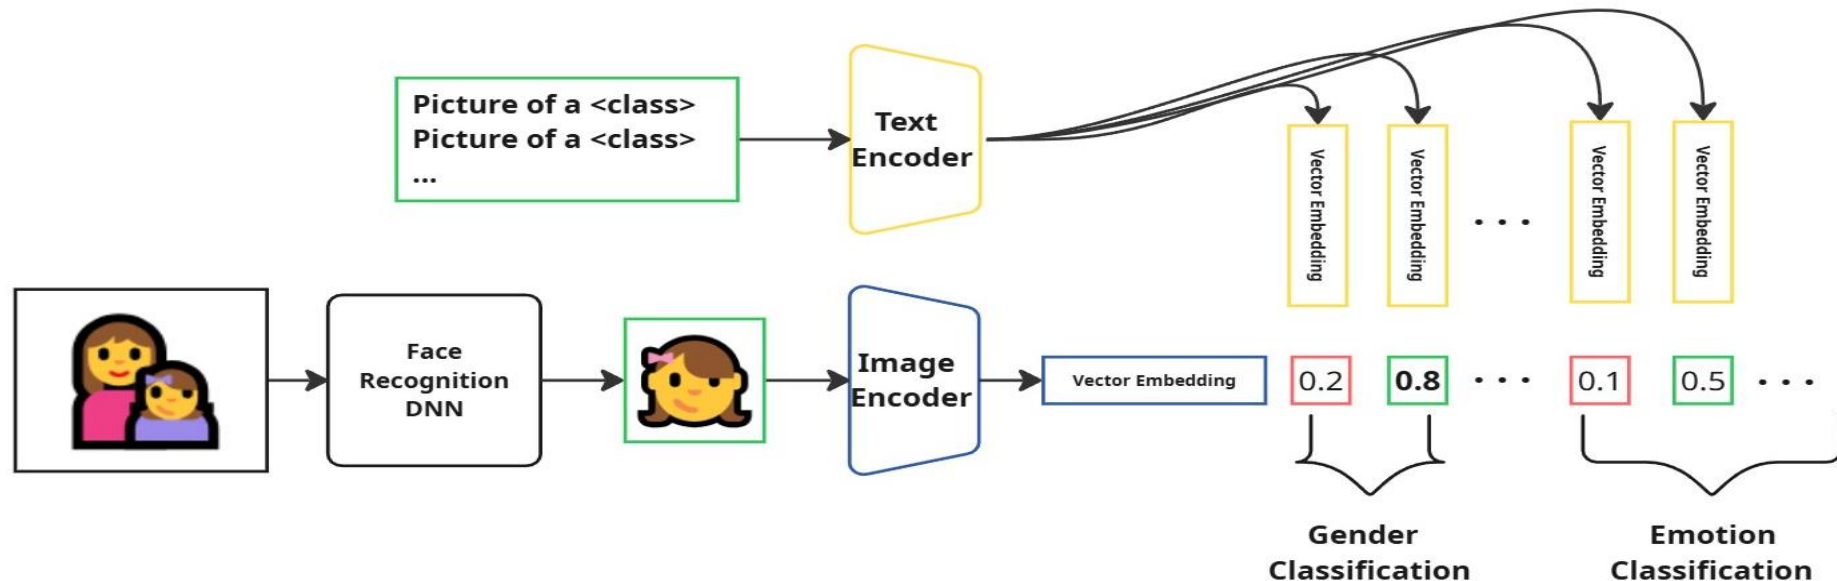 Picture of a <class>
Picture of a <class>
...
Text
Encoder
Vector Embedding
Vector Embedding
. . .
Vector Embedding
Vector Embedding
Face
Recognition
DNN
Image
Encoder
Vector Embedding
0.2
0.8
. . .
0.1
0.5
. . .
Gender
Classification
Emotion
Classification